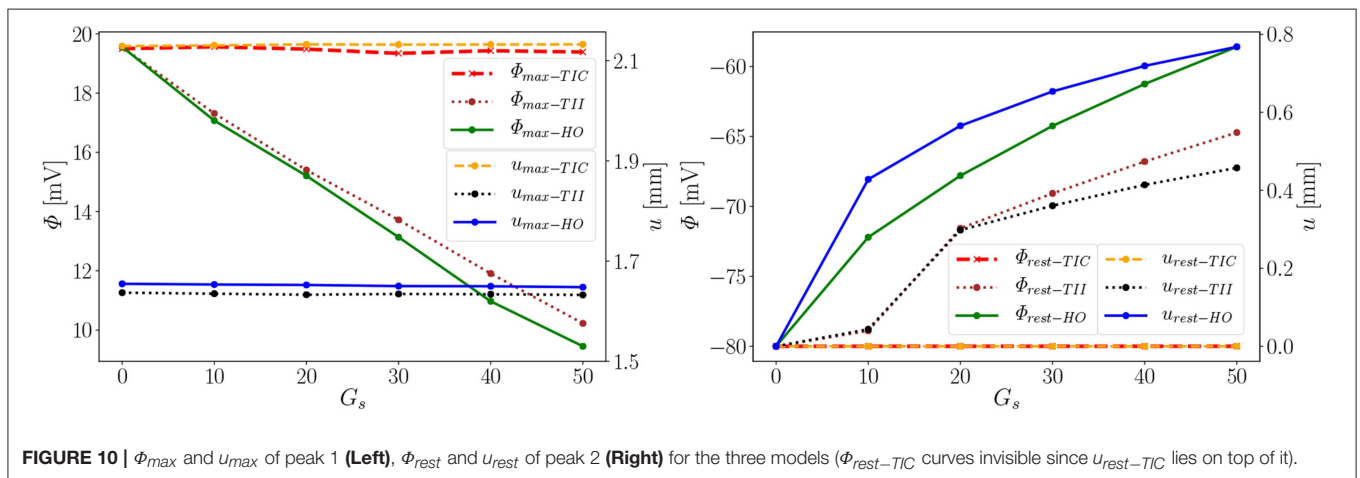 20
18
16
14
12
10
Φ [mV]
0 10 20 30 40 50
G_s
2.1
1.9
1.7
1.5
u [mm]
Φ_max−TIC
Φ_max−TII
Φ_max−HO
u_max−TIC
u_max−TII
u_max−HO
−60
−65
−70
−75
−80
Φ [mV]
0 10 20 30 40 50
G_s
0.8
0.6
0.4
0.2
0.0
u [mm]
Φ_rest−TIC
Φ_rest−TII
Φ_rest−HO
u_rest−TIC
u_rest−TII
u_rest−HO
FIGURE 10 | Φ_max and u_max of peak 1 (Left), Φ_rest and u_rest of peak 2 (Right) for the three models (Φ_rest−TIC curves invisible since u_rest−TIC lies on top of it).